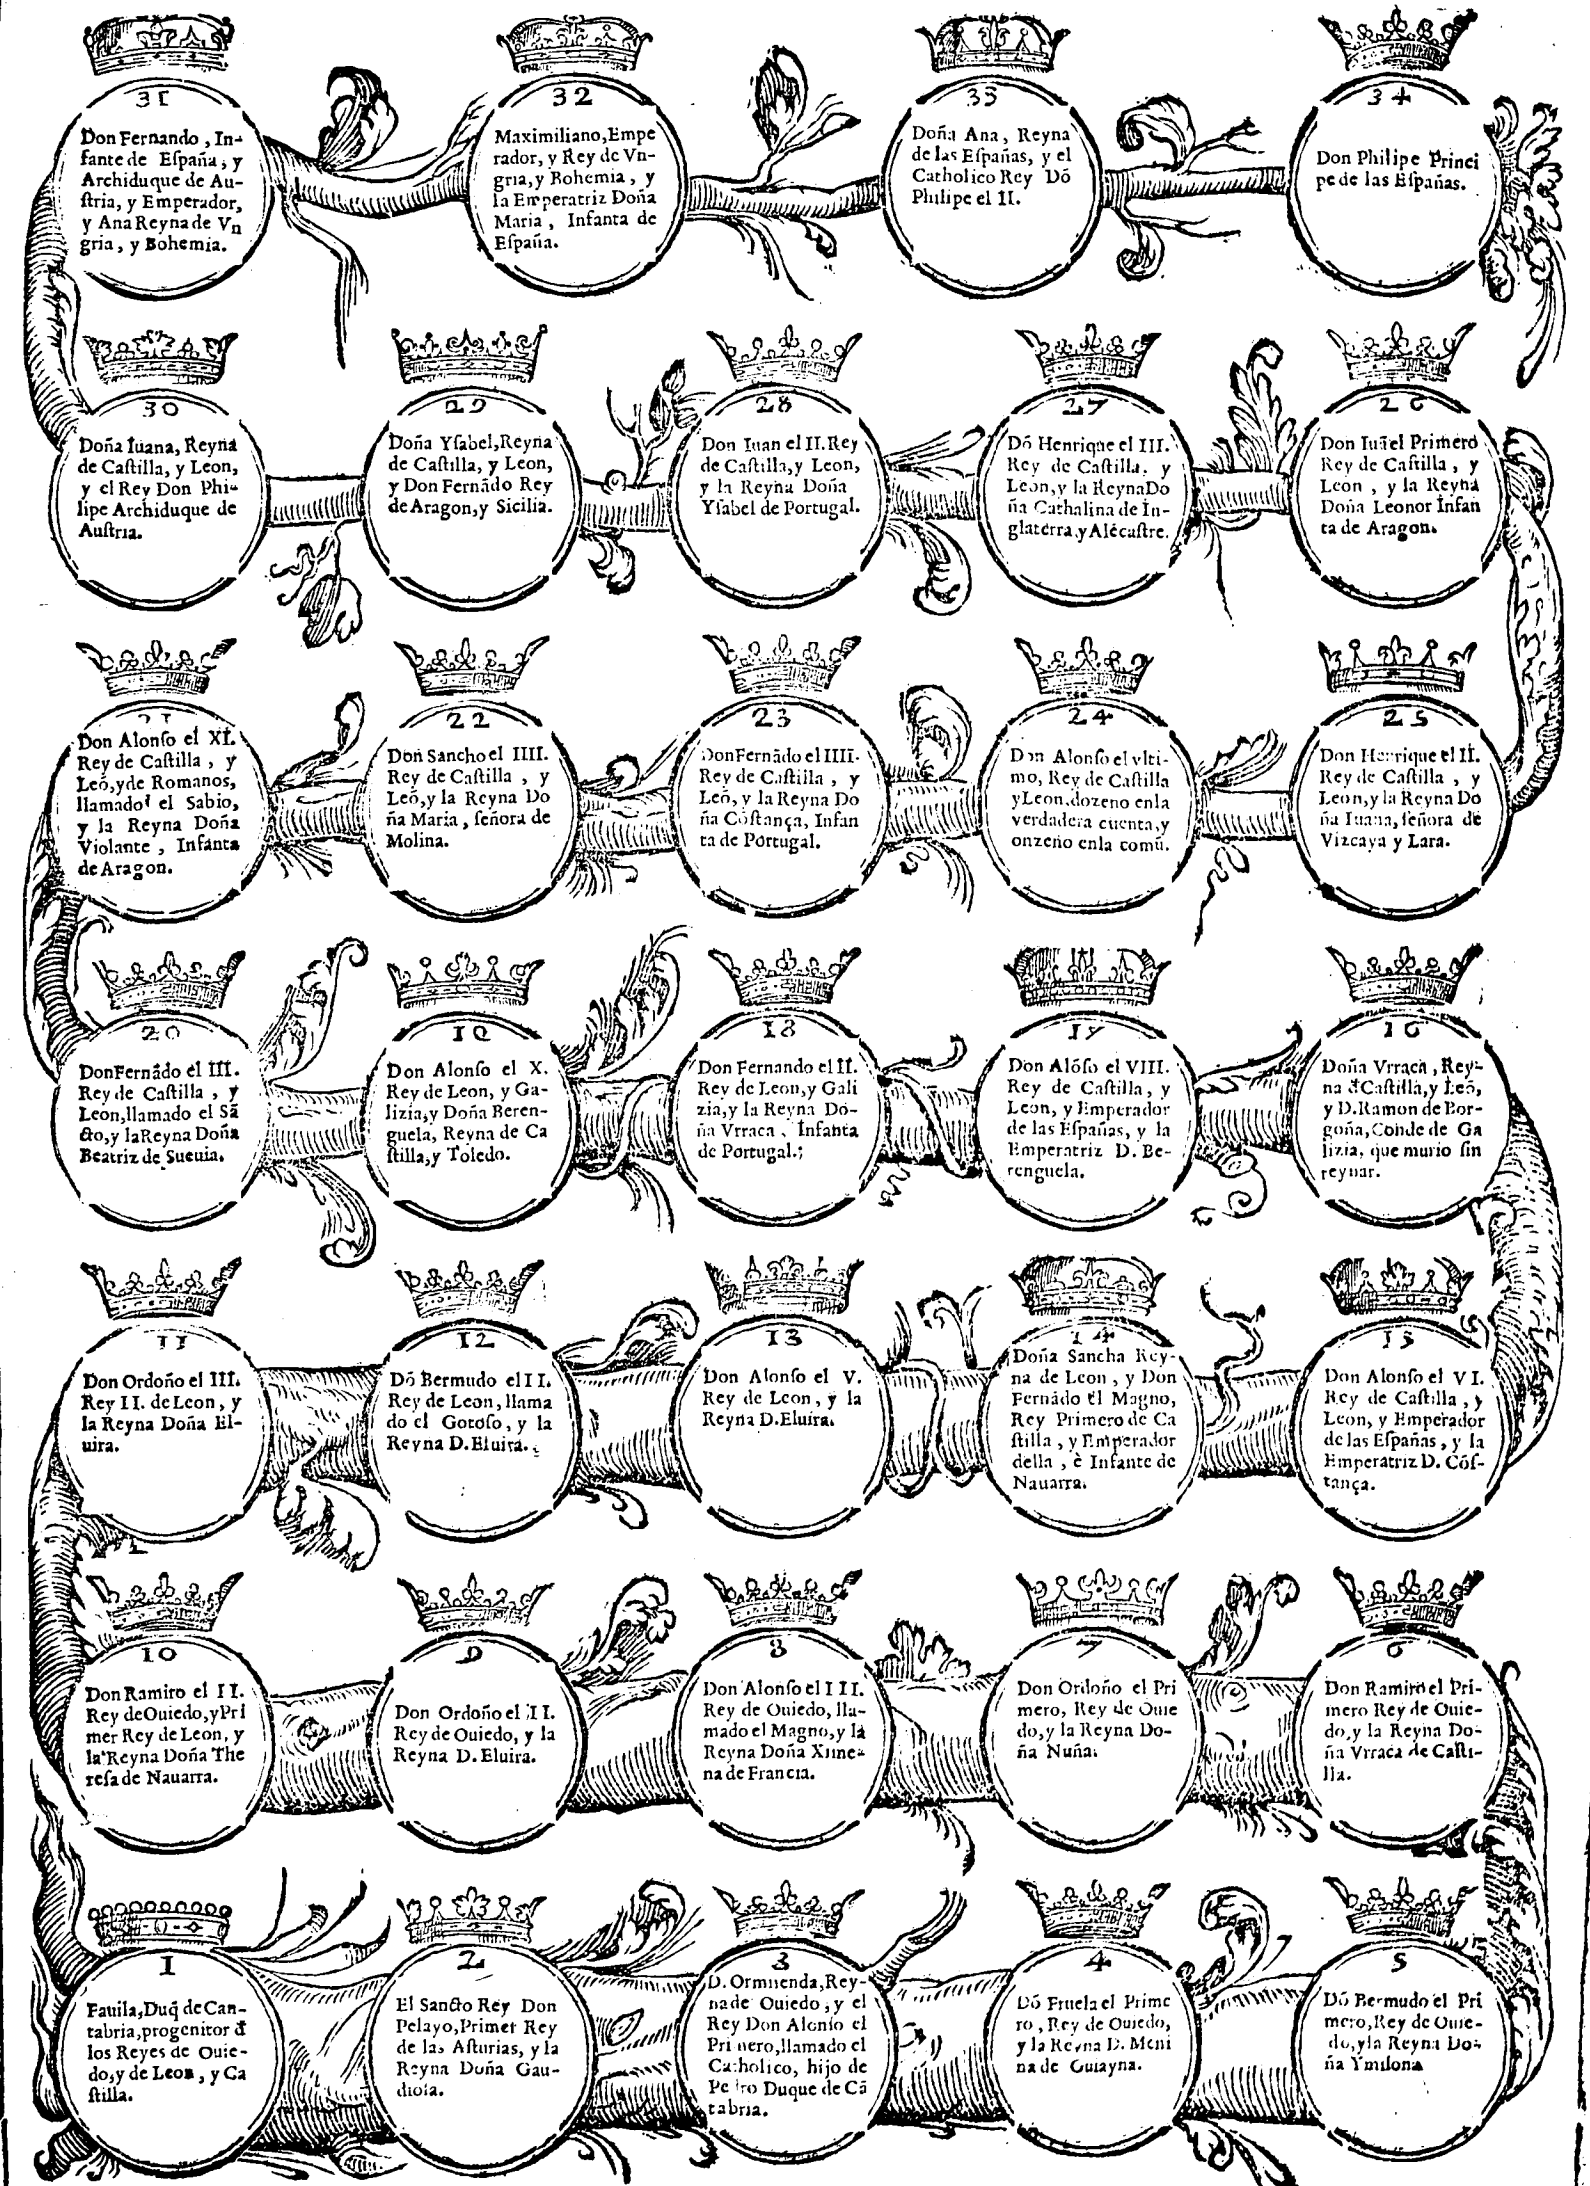 31
Don Fernando, In-
fante de España, y
Archiduque de Au-
stria, y Emperador,
y Ana Reyna de Vn
gria, y Bohemia.
32
Maximiliano, Empe
rador, y Rey de Vn-
gria, y Bohemia, y
la Emperatriz Doña
Maria, Infanta de
España.
33
Doña Ana, Reyna
de las Españas, y el
Catholico Rey Dō
Philipe el II.
34
Don Philipe Princi
pe de las Españas.
30
Doña Iuana, Reyna
de Castilla, y Leon,
y el Rey Don Phi-
lipe Archiduque de
Austria.
29
Doña Ysabel, Reyna
de Castilla, y Leon,
y Don Fernãdo Rey
de Aragon, y Sicilia.
28
Don Iuan el II. Rey
de Castilla, y Leon,
y la Reyna Doña
Ysabel de Portugal.
27
Dō Henrique el III.
Rey de Castilla, y
Leon, y la Reyna Do
ña Cathalina de In-
glaterra, y Alẽcastre.
26
Don Iuã el Primero
Rey de Castilla, y
Leon, y la Reyna
Doña Leonor Infan
ta de Aragon.
21
Don Alonso el XI.
Rey de Castilla, y
Leõ, y de Romanos,
llamado el Sabio,
y la Reyna Doña
Violante, Infanta
de Aragon.
22
Don Sancho el IIII.
Rey de Castilla, y
Leõ, y la Reyna Do
ña Maria, señora de
Molina.
23
Don Fernãdo el IIII.
Rey de Castilla, y
Leõ, y la Reyna Do
ña Cõstança, Infan
ta de Portugal.
24
Don Alonso el vlti-
mo, Rey de Castilla
y Leon, dozeno en la
verdadera cuenta, y
onzeno en la comũ.
25
Don Henrique el II.
Rey de Castilla, y
Leon, y la Reyna Do
ña Iuana, señora de
Vizcaya y Lara.
20
Don Fernãdo el III.
Rey de Castilla, y
Leon, llamado el Sã
cto, y la Reyna Doña
Beatriz de Sueuia.
19
Don Alonso el X.
Rey de Leon, y Ga-
lizia, y Doña Beren-
guela, Reyna de Ca
stilla, y Toledo.
18
Don Fernando el II.
Rey de Leon, y Gali
zia, y la Reyna Do-
ña Vrraca, Infanta
de Portugal.
17
Don Alõso el VIII.
Rey de Castilla, y
Leon, y Emperador
de las Españas, y la
Emperatriz D. Be-
renguela.
16
Doña Vrraca, Rey-
na d̃ Castilla, y Leõ,
y D. Ramon de Bor-
goña, Conde de Ga
lizia, que murio sin
reynar.
11
Don Ordoño el III.
Rey II. de Leon, y
la Reyna Doña El-
uira.
12
Dō Bermudo el II.
Rey de Leon, llama
do el Gotoso, y la
Reyna D. Eluira.
13
Don Alonso el V.
Rey de Leon, y la
Reyna D. Eluira.
14
Doña Sancha Rey-
na de Leon, y Don
Fernãdo el Magno,
Rey Primero de Ca
stilla, y Emperador
della, è Infante de
Nauarra.
15
Don Alonso el VI.
Rey de Castilla, y
Leon, y Emperador
de las Españas, y la
Emperatriz D. Cõs-
tança.
10
Don Ramiro el II.
Rey de Ouiedo, y Pri
mer Rey de Leon, y
la Reyna Doña The
resa de Nauarra.
9
Don Ordoño el II.
Rey de Ouiedo, y la
Reyna D. Eluira.
8
Don Alonso el III.
Rey de Ouiedo, lla-
mado el Magno, y la
Reyna Doña Xime-
na de Francia.
7
Don Ordoño el Pri
mero, Rey de Ouie
do, y la Reyna Do-
ña Nuña.
6
Don Ramiro el Pri-
mero Rey de Ouie-
do, y la Reyna Do-
ña Vrraca de Casti-
lla.
1
Fauila, Duq̃ de Can-
tabria, progenitor d̃
los Reyes de Ouie-
do, y de Leon, y Ca
stilla.
2
El Sancto Rey Don
Pelayo, Primer Rey
de las Asturias, y la
Reyna Doña Gau-
diosa.
3
D. Ormisenda, Rey-
na de Ouiedo, y el
Rey Don Alonso el
Primero, llamado el
Catholico, hijo de
Pedro Duque de Cã
tabria.
4
Dō Fruela el Prime
ro, Rey de Ouiedo,
y la Reyna D. Meni
na de Guiayna.
5
Dō Bermudo el Pri
mero, Rey de Ouie-
do, y la Reyna Do-
ña Ymilona